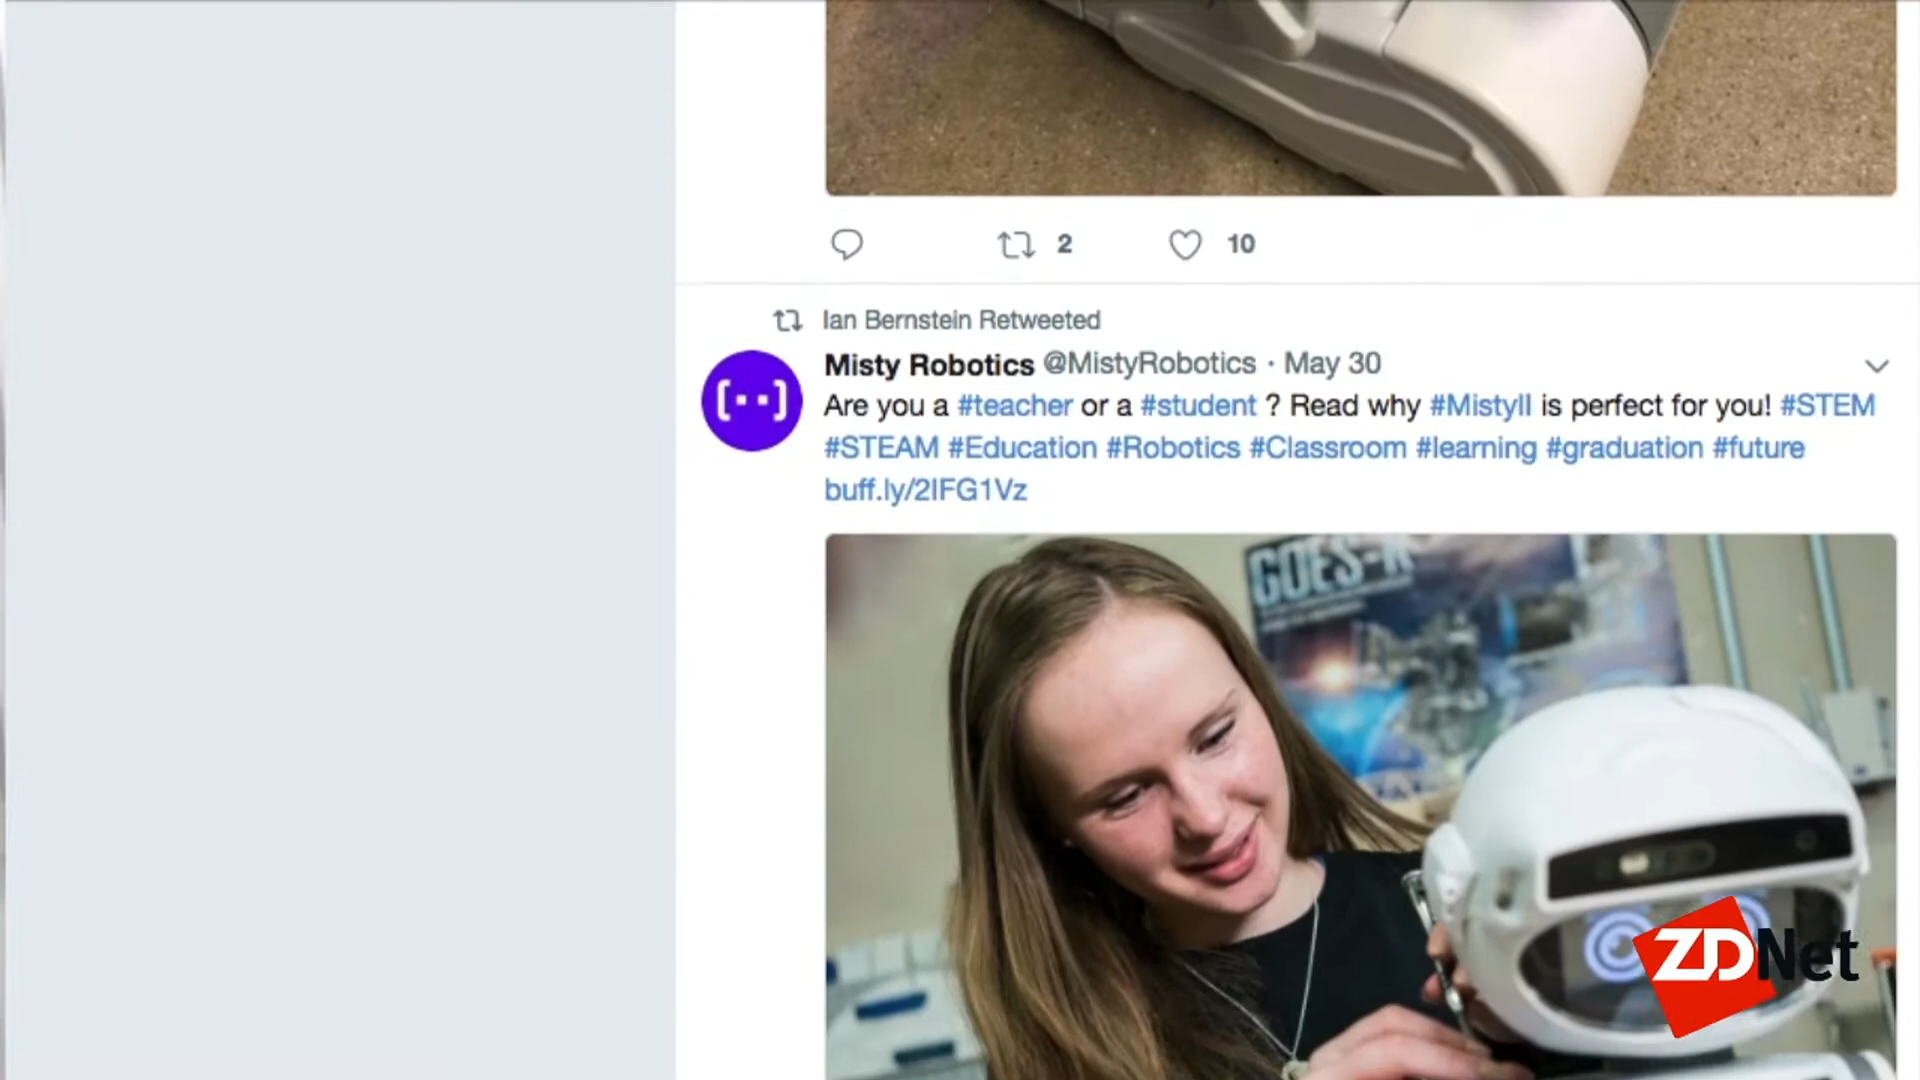 2
10
Ian Bernstein Retweeted
Misty Robotics @MistyRobotics · May 30
Are you a #teacher or a #student ? Read why #MistyII is perfect for you! #STEM
#STEAM #Education #Robotics #Classroom #learning #graduation #future
buff.ly/2IFG1Vz
GOES-R
ZDNet